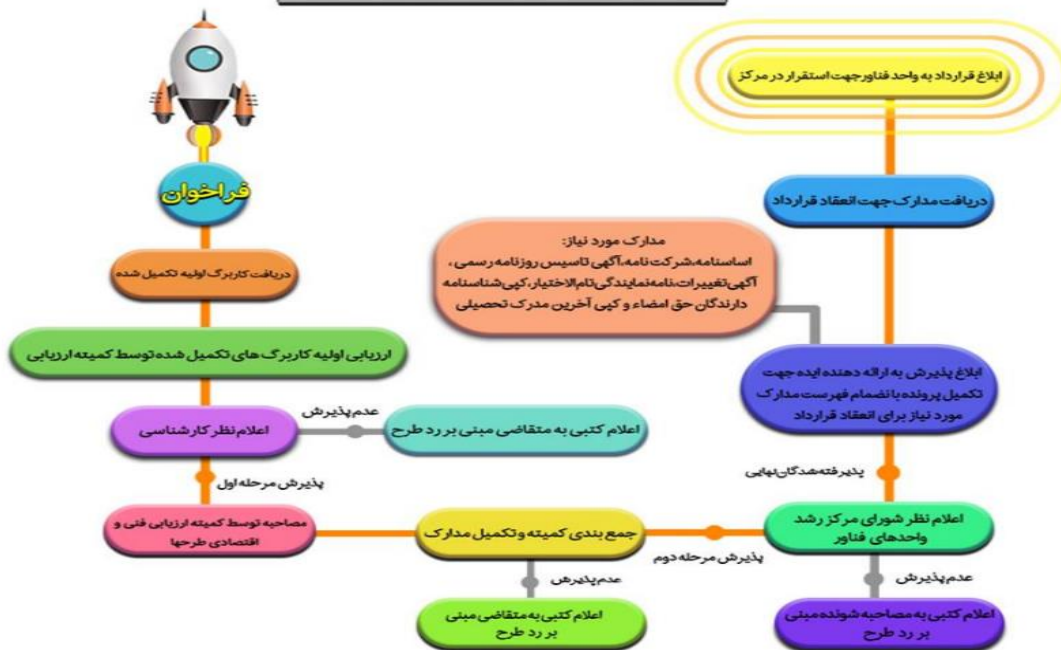 فراخوان
دریافت کاربرگ اولیه تکمیل شده
ارزیابی اولیه کاربرگ های تکمیل شده توسط کمیته ارزیابی
اعلام نظر کارشناسی
عدم پذیرش
اعلام کتبی به متقاضی مبنی بر رد طرح
پذیرش مرحله اول
مصاحبه توسط کمیته ارزیابی فنی و
اقتصادی طرحها
جمع بندی کمیته و تکمیل مدارک
عدم پذیرش
اعلام کتبی به متقاضی مبنی
بر رد طرح
پذیرش مرحله دوم
اعلام نظر شورای مرکز رشد
واحدهای فناور
عدم پذیرش
اعلام کتبی به مصاحبه شونده مبنی
بر رد طرح
پذیرفته شدگان نهایی
ابلاغ پذیرش به ارائه دهنده ایده جهت
تکمیل پرونده با انضمام فهرست مدارک
مورد نیاز برای انعقاد قرارداد
مدارک مورد نیاز:
اساسنامه،شرکت نامه،آگهی تاسیس روزنامه رسمی ،
آگهی تغییرات،نامه نمایندگی تام الاختیار،کپی شناسنامه
دارندگان حق امضاء و کپی آخرین مدرک تحصیلی
دریافت مدارک جهت انعقاد قرارداد
ابلاغ قرارداد به واحد فناور جهت استقرار در مرکز